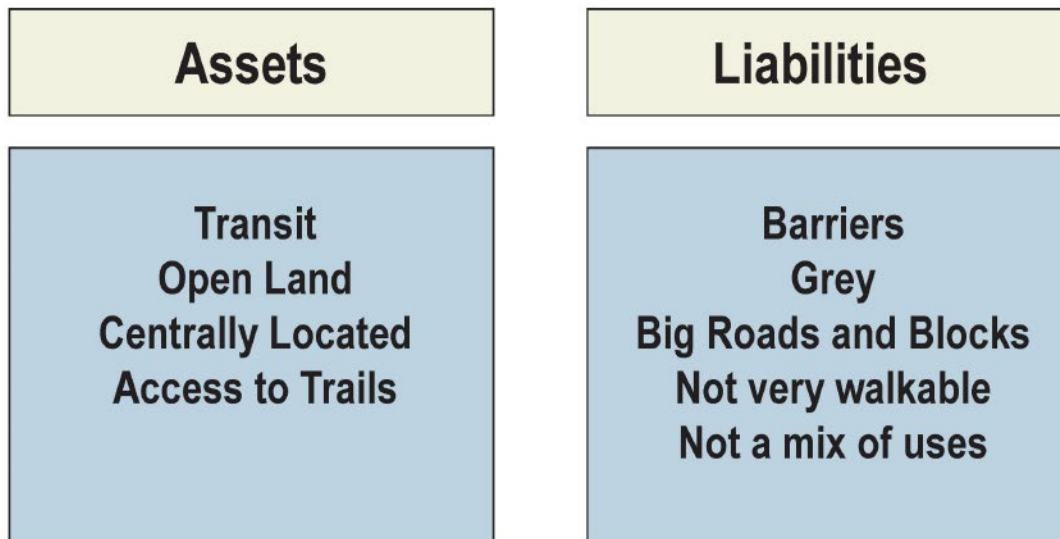 Assets
Transit
Open Land
Centrally Located
Access to Trails
Liabilities
Barriers
Grey
Big Roads and Blocks
Not very walkable
Not a mix of uses